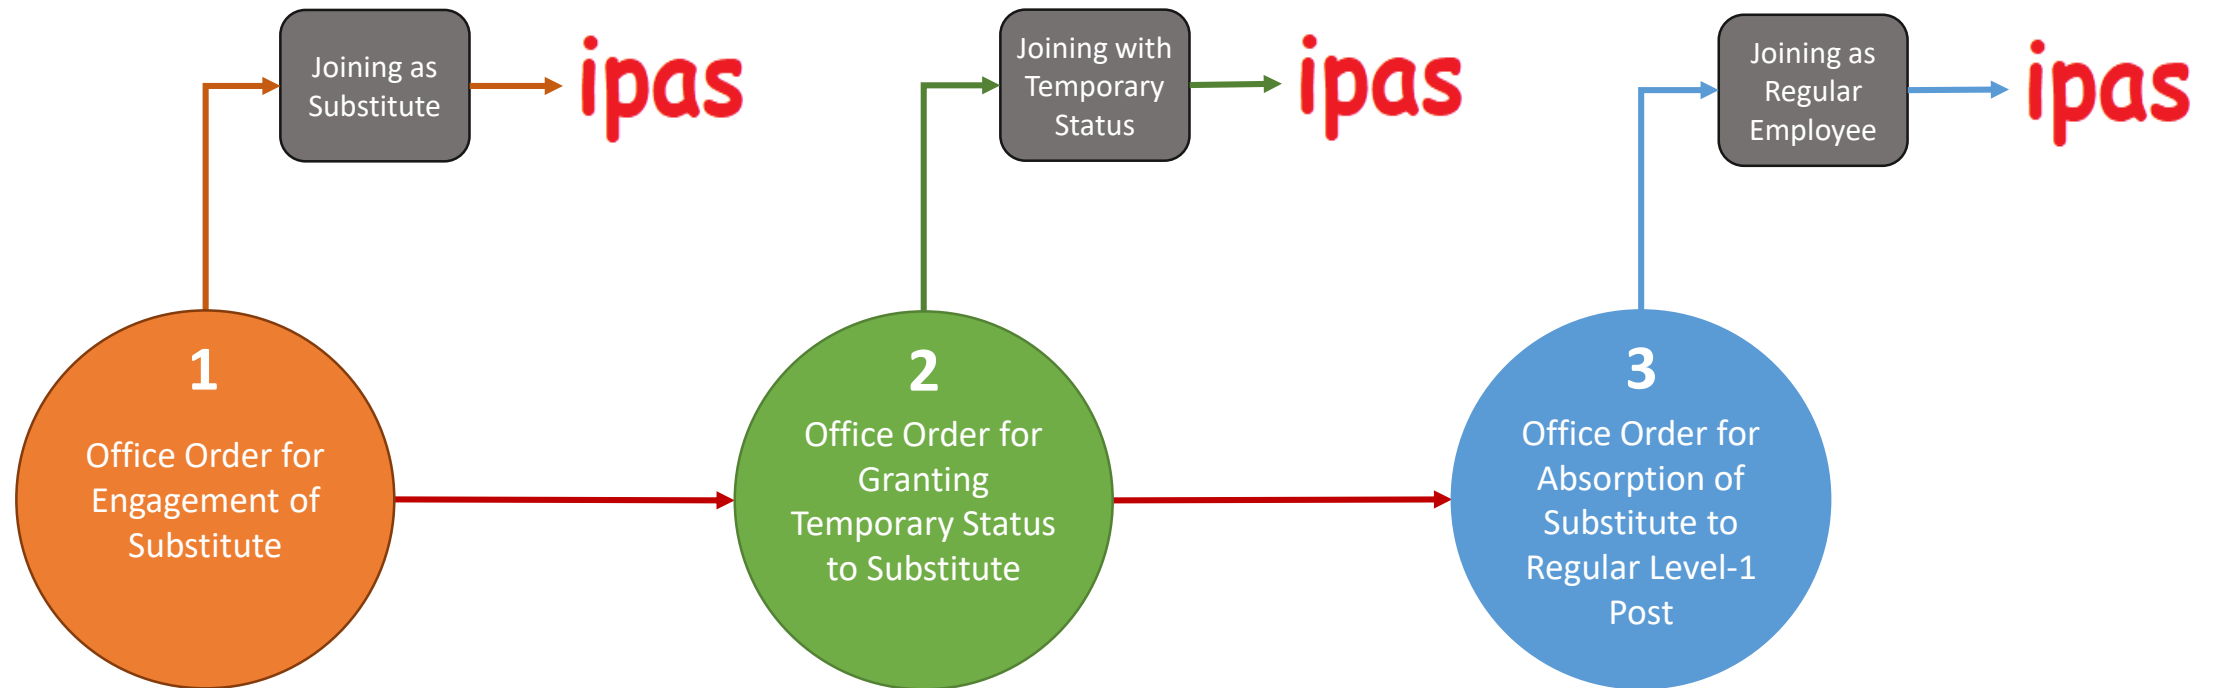 Joining as
Substitute
ipas
Joining with
Temporary
Status
ipas
Joining as
Regular
Employee
ipas
1
Office Order for
Engagement of
Substitute
2
Office Order for
Granting
Temporary Status
to Substitute
3
Office Order for
Absorption of
Substitute to
Regular Level-1
Post